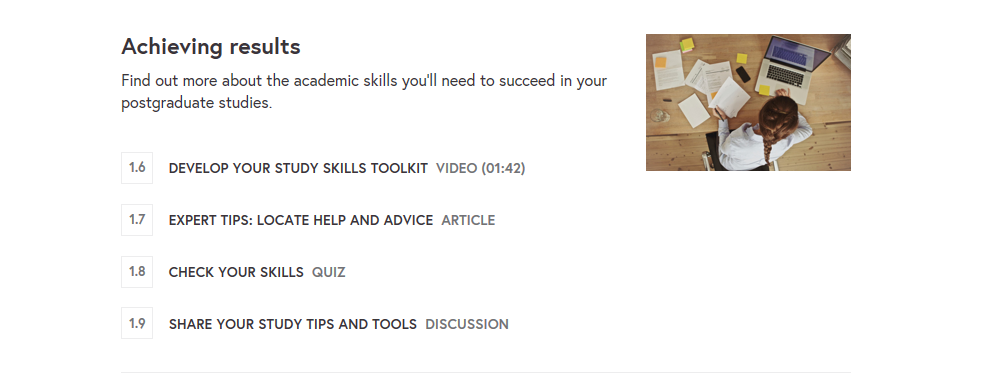 Achieving results
Find out more about the academic skills you'll need to succeed in your
postgraduate studies.
1.6 DEVELOP YOUR STUDY SKILLS TOOLKIT VIDEO (01:42)
1.7 EXPERT TIPS: LOCATE HELP AND ADVICE ARTICLE
1.8 CHECK YOUR SKILLS QUIZ
1.9 SHARE YOUR STUDY TIPS AND TOOLS DISCUSSION